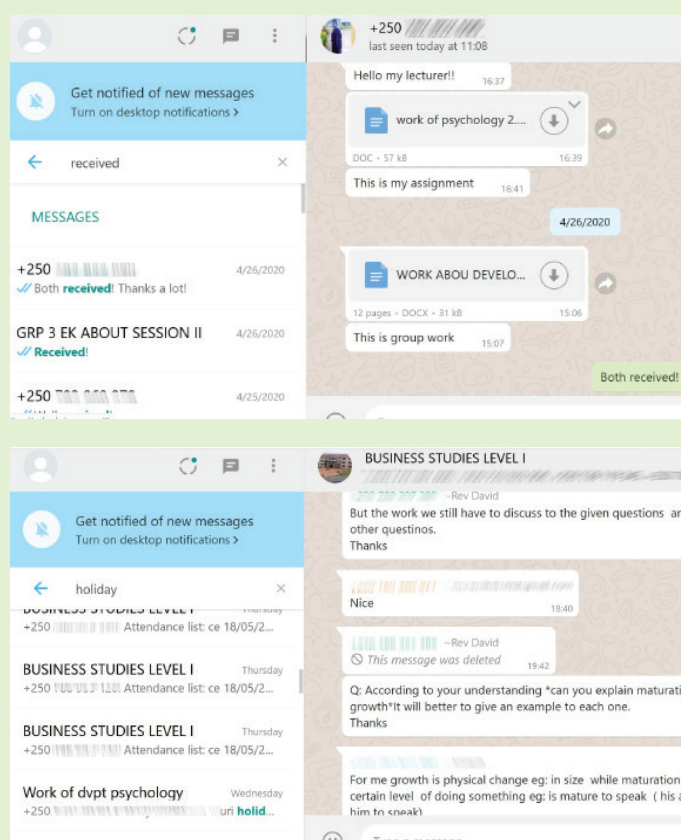 +250
last seen today at 11:08
Get notified of new messages
Turn on desktop notifications >
received
MESSAGES
+250
4/26/2020
Both received! Thanks a lot!
GRP 3 EK ABOUT SESSION II
4/26/2020
Received!
+250
4/25/2020
Hello my lecturer!!
16:37
work of psychology 2....
DOC • 57 kB
16:39
This is my assignment
16:41
4/26/2020
WORK ABOU DEVELO...
12 pages • DOCX • 31 kB
15:06
This is group work
15:07
Both received!
Get notified of new messages
Turn on desktop notifications >
holiday
BUSINESS STUDIES LEVEL I
Thursday
+250 Attendance list: ce 18/05/2...
BUSINESS STUDIES LEVEL I
Thursday
+250 Attendance list: ce 18/05/2...
BUSINESS STUDIES LEVEL I
Thursday
+250 Attendance list: ce 18/05/2...
Work of dvpt psychology
Wednesday
+250 uri holid...
BUSINESS STUDIES LEVEL I
~Rev David
But the work we still have to discuss to the given questions
other questinos.
Thanks
Nice
18:40
~Rev David
This message was deleted
19:42
Q: According to your understanding *can you explain maturati
growth*It will better to give an example to each one.
Thanks
For me growth is physical change eg: in size while maturation
certain level of doing something eg: is mature to speak ( his a
him to speak)
Type a message